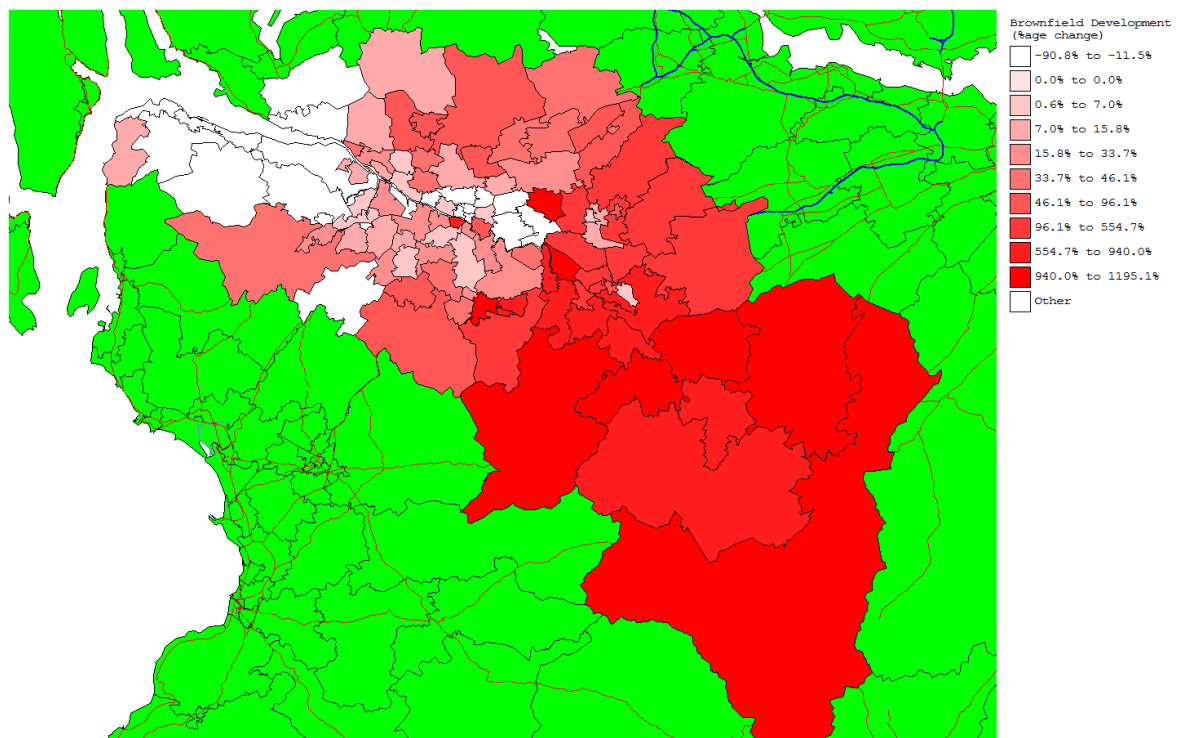 Brownfield Development
(%age change)
-90.8% to -11.5%
0.0% to 0.0%
0.6% to 7.0%
7.0% to 15.8%
15.8% to 33.7%
33.7% to 46.1%
46.1% to 96.1%
96.1% to 554.7%
554.7% to 940.0%
940.0% to 1195.1%
Other